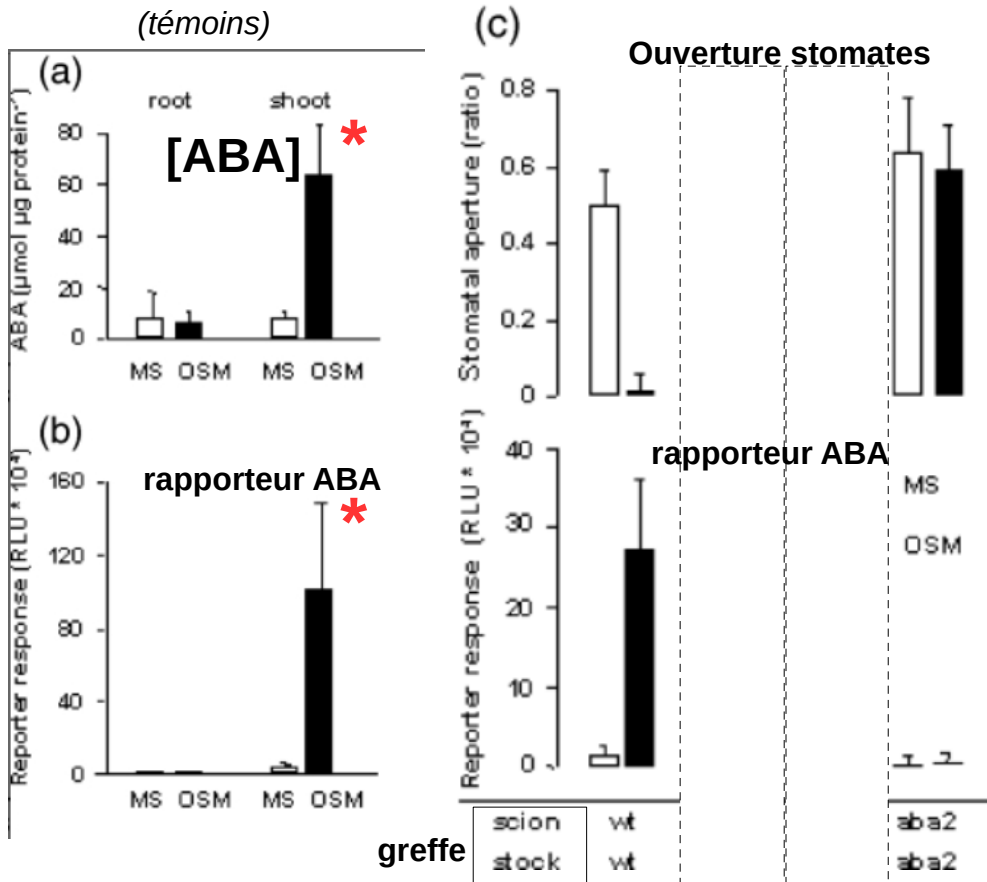 (témoins)
(a)
root shoot
[ABA] *
ABA (µmol µg protein⁻¹)
80
60
40
20
0
MS OSM MS OSM
(b)
rapporteur ABA
*
Reporter response (RLU * 10⁴)
160
120
80
40
0
MS OSM MS OSM
(c)
Ouverture stomates
Stomatal aperture (ratio)
0.8
0.6
0.4
0.2
0
rapporteur ABA
Reporter response (RLU * 10⁴)
40
30
20
10
0
MS
OSM
greffe
scion wt aba2
stock wt aba2